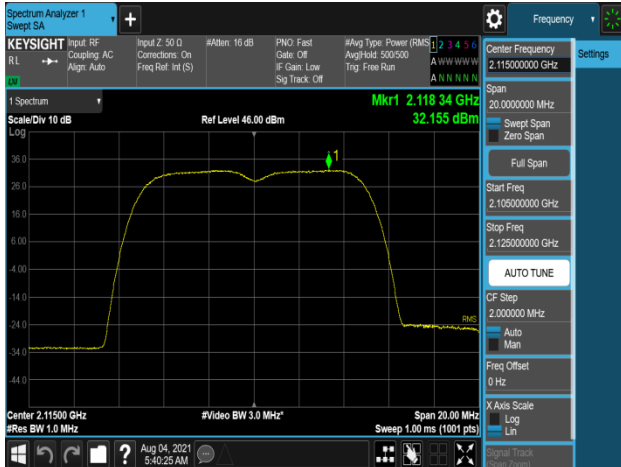 Spectrum Analyzer 1
Swept SA
Frequency
KEYSIGHT
RL
Input: RF
Coupling: AC
Align: Auto
Input Z: 50 Ω
Corrections: On
Freq Ref: Int (S)
#Atten: 16 dB
PNO: Fast
Gate: Off
IF Gain: Low
Sig Track: Off
#Avg Type: Power (RMS
Avg|Hold: 500/500
Trig: Free Run
1 2 3 4 5 6
A W W W W W
A N N N N N
1 Spectrum
Scale/Div 10 dB
Log
Ref Level 46.00 dBm
Mkr1 2.118 34 GHz
32.155 dBm
36.0
26.0
16.0
6.00
-4.00
-14.0
-24.0
-34.0
-44.0
1
RMS
Center 2.11500 GHz
#Res BW 1.0 MHz
#Video BW 3.0 MHz*
Span 20.00 MHz
Sweep 1.00 ms (1001 pts)
Center Frequency
2.115000000 GHz
Span
20.0000000 MHz
Swept Span
Zero Span
Full Span
Start Freq
2.105000000 GHz
Stop Freq
2.125000000 GHz
AUTO TUNE
CF Step
2.000000 MHz
Auto
Man
Freq Offset
0 Hz
X Axis Scale
Log
Lin
Signal Track
(Span Zoom)
Settings
?
Aug 04, 2021
5:40:25 AM